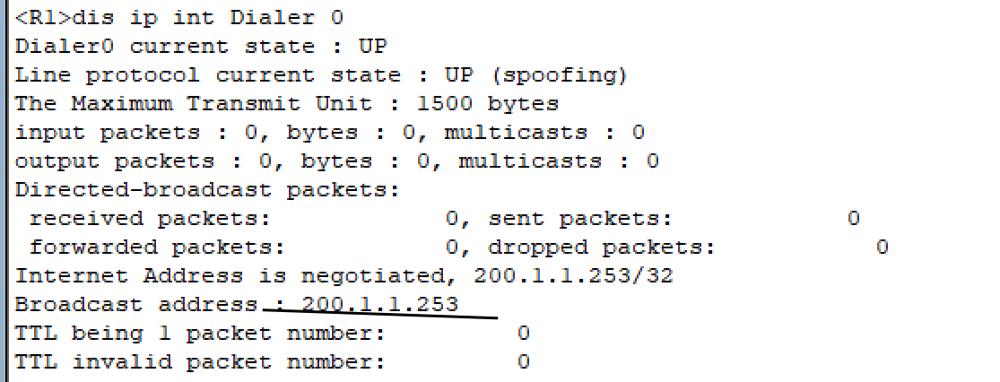 <R1>dis ip int Dialer 0
Dialer0 current state : UP
Line protocol current state : UP (spoofing)
The Maximum Transmit Unit : 1500 bytes
input packets : 0, bytes : 0, multicasts : 0
output packets : 0, bytes : 0, multicasts : 0
Directed-broadcast packets:
 received packets:            0, sent packets:            0
 forwarded packets:           0, dropped packets:           0
Internet Address is negotiated, 200.1.1.253/32
Broadcast address : 200.1.1.253
TTL being 1 packet number:         0
TTL invalid packet number:         0